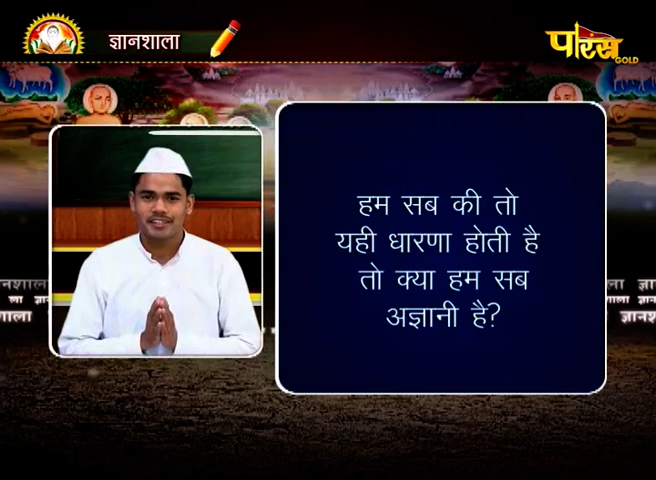 ज्ञानशाला
पारस
GOLD
हम सब की तो
यही धारणा होती है
तो क्या हम सब
अज्ञानी है?